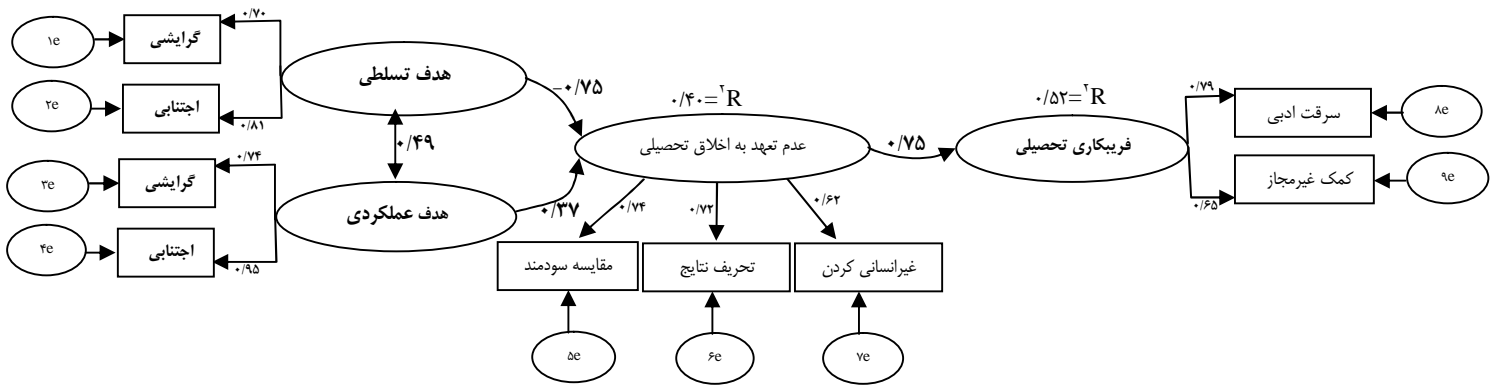 ۱e
گرایشی
۰/۷۰
۲e
اجتنابی
۰/۸۱
هدف تسلطی
-۰/۷۵
۰/۴۹
۳e
گرایشی
۰/۷۴
۴e
اجتنابی
۰/۹۵
هدف عملکردی
۰/۳۷
۰/۴۰=۲R
عدم تعهد به اخلاق تحصیلی
۰/۷۵
۰/۷۴
۰/۷۲
۰/۶۲
مقایسه سودمند
تحریف نتایج
غیرانسانی کردن
۵e
۶e
۷e
۰/۵۲=۲R
فریبکاری تحصیلی
۰/۷۹
سرقت ادبی
۸e
۰/۶۵
کمک غیرمجاز
۹e